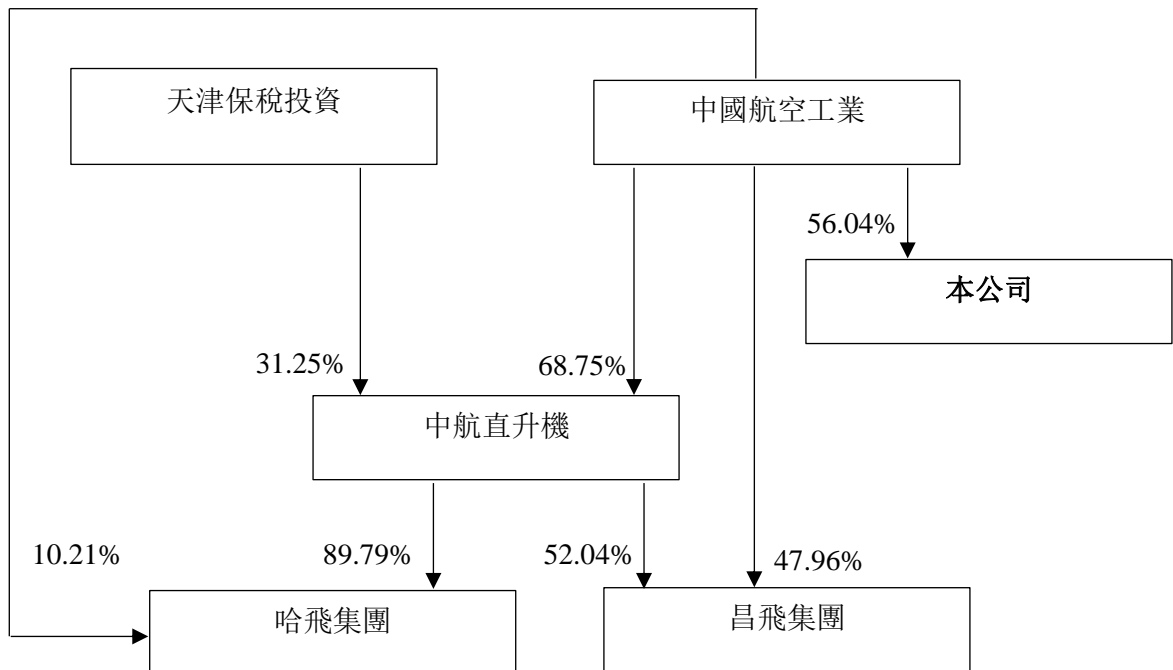 天津保稅投資
中國航空工業
56.04%
本公司
31.25%
68.75%
中航直升機
10.21%
89.79%
52.04%
47.96%
哈飛集團
昌飛集團